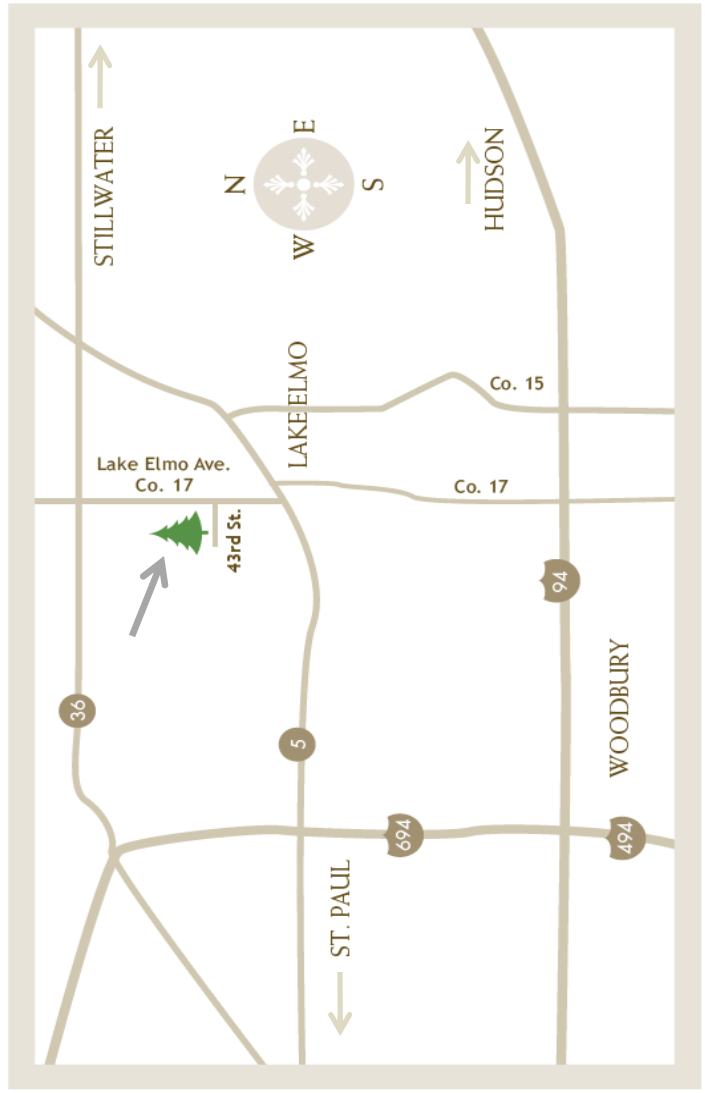 STILLWATER
E
N
S
W
HUDSON
LAKE ELMO
Co. 15
Lake Elmo Ave.
Co. 17
Co. 17
43rd St.
94
36
5
WOODBURY
694
494
ST. PAUL